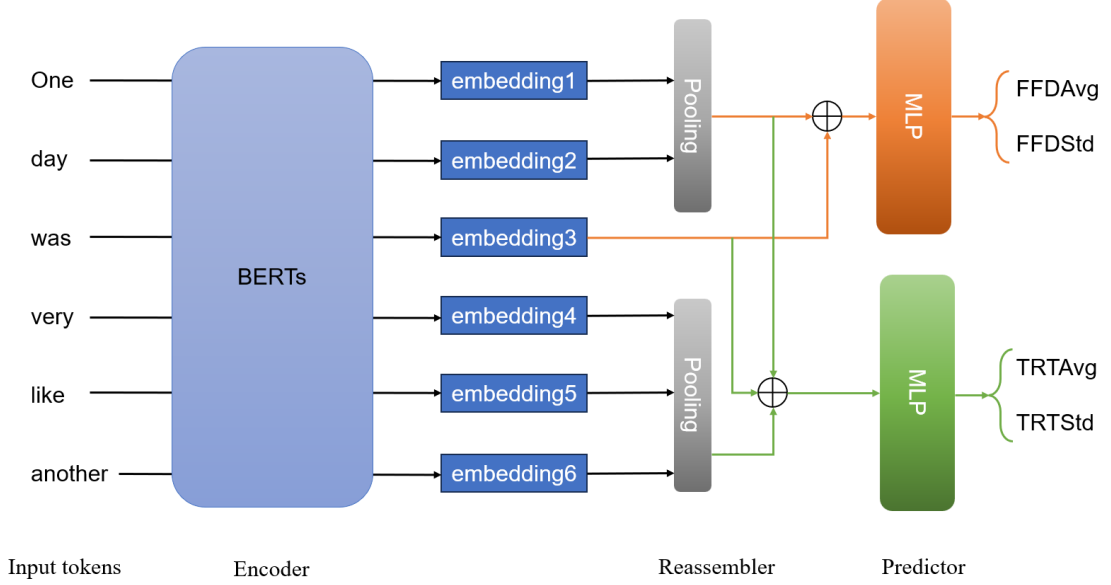 One
day
was
very
like
another
BERTs
embedding1
embedding2
embedding3
embedding4
embedding5
embedding6
Pooling
Pooling
MLP
MLP
FFDAvg
FFDStd
TRTAvg
TRTStd
Input tokens
Encoder
Reassembler
Predictor